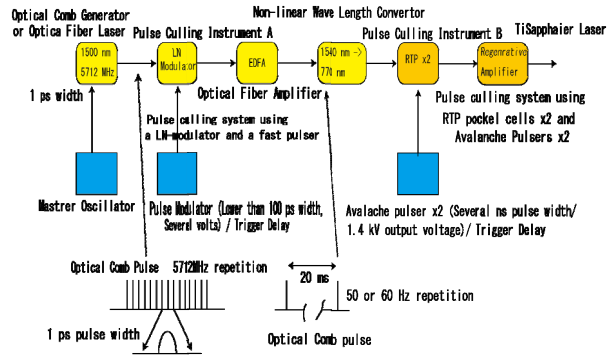 Optical Comb Generator
or Optica Fiber Laser
Pulse Culling Instrument A
Non-linear Wave Length Convertor
Pulse Culling Instrument B
TiSapphaier Laser
1500 nm
5712 MHz
LN
Modulator
EDFA
1540 nm ->
770 nm
RTP x2
Regenrative
Amplifier
1 ps width
Optical Fiber Amplifier
Pulse culling system using
a LN-modulator and a fast pulser
Pulse culling system using
RTP pockel cells x2 and
Avalanche Pulsers x2
Mastrer Oscillator
Pulse Modulator (Lower than 100 ps width,
Several volts) / Trigger Delay
Avalache pulser x2 (Several ns pulse width/
1.4 kV output voltage)/ Trigger Delay
Optical Comb Pulse
5712MHz repetition
20 ms
50 or 60 Hz repetition
1 ps pulse width
Optical Comb pulse